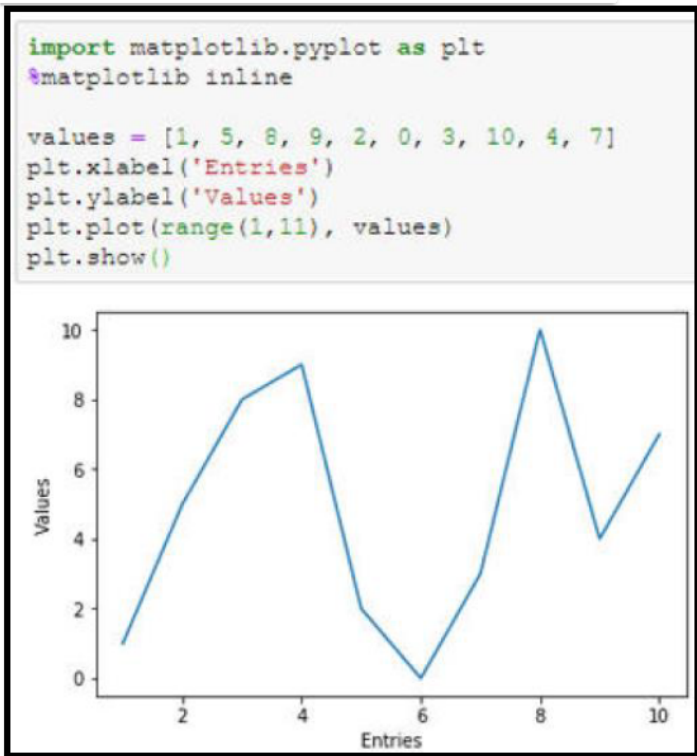 import matplotlib.pyplot as plt
%matplotlib inline
values = [1, 5, 8, 9, 2, 0, 3, 10, 4, 7]
plt.xlabel('Entries')
plt.ylabel('Values')
plt.plot(range(1,11), values)
plt.show()
10
8
6
4
2
0
Values
2 4 6 8 10
Entries